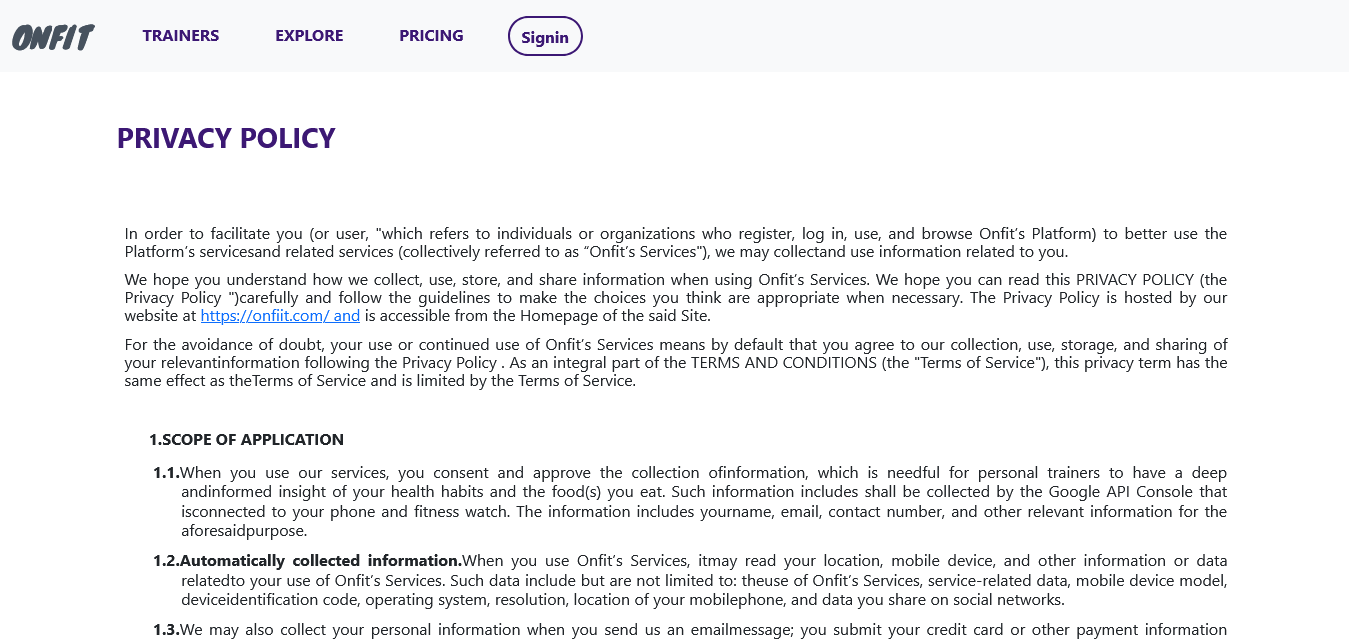 ONFIT TRAINERS EXPLORE PRICING Signin
PRIVACY POLICY
In order to facilitate you (or user, "which refers to individuals or organizations who register, log in, use, and browse Onfit’s Platform) to better use the
Platform’s servicesand related services (collectively referred to as “Onfit’s Services"), we may collectand use information related to you.
We hope you understand how we collect, use, store, and share information when using Onfit’s Services. We hope you can read this PRIVACY POLICY (the
Privacy Policy ")carefully and follow the guidelines to make the choices you think are appropriate when necessary. The Privacy Policy is hosted by our
website at https://onfiit.com/ and is accessible from the Homepage of the said Site.
For the avoidance of doubt, your use or continued use of Onfit’s Services means by default that you agree to our collection, use, storage, and sharing of
your relevantinformation following the Privacy Policy . As an integral part of the TERMS AND CONDITIONS (the "Terms of Service"), this privacy term has the
same effect as theTerms of Service and is limited by the Terms of Service.
1.SCOPE OF APPLICATION
1.1.When you use our services, you consent and approve the collection ofinformation, which is needful for personal trainers to have a deep
andinformed insight of your health habits and the food(s) you eat. Such information includes shall be collected by the Google API Console that
isconnected to your phone and fitness watch. The information includes yourname, email, contact number, and other relevant information for the
aforesaidpurpose.
1.2.Automatically collected information.When you use Onfit’s Services, itmay read your location, mobile device, and other information or data
relatedto your use of Onfit’s Services. Such data include but are not limited to: theuse of Onfit’s Services, service-related data, mobile device model,
deviceidentification code, operating system, resolution, location of your mobilephone, and data you share on social networks.
1.3.We may also collect your personal information when you send us an emailmessage; you submit your credit card or other payment information